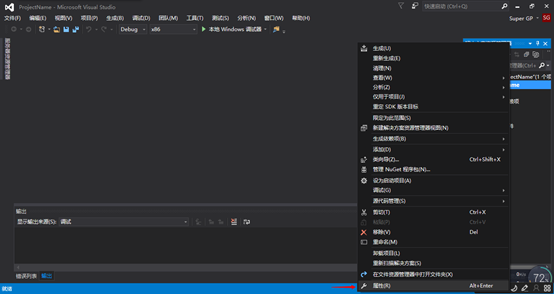 ProjectName - Microsoft Visual Studio
快速启动 (Ctrl+Q)
文件(F) 编辑(E) 视图(V) 项目(P) 生成(B) 调试(D) 团队(M) 工具(T) 测试(S) 分析(N) 窗口(W) 帮助(H)
Super GP SG
Debug x86 本地 Windows 调试器
生成(U)
重新生成(E)
清理(N)
查看(W)
分析(Z)
仅用于项目(J)
重定 SDK 版本目标
限定为此范围(S)
新建解决方案资源管理器视图(N)
生成依赖项(B)
添加(D)
类向导(Z)... Ctrl+Shift+X
管理 NuGet 程序包(N)...
设为启动项目(A)
调试(G)
源代码管理(S)
剪切(T) Ctrl+X
粘贴(P) Ctrl+V
移除(V) Del
重命名(M)
卸载项目(L)
重新扫描解决方案(S)
在文件资源管理器中打开文件夹(X)
属性(R) Alt+Enter
输出
显示输出来源(S): 调试
错误列表 输出
就绪
72%